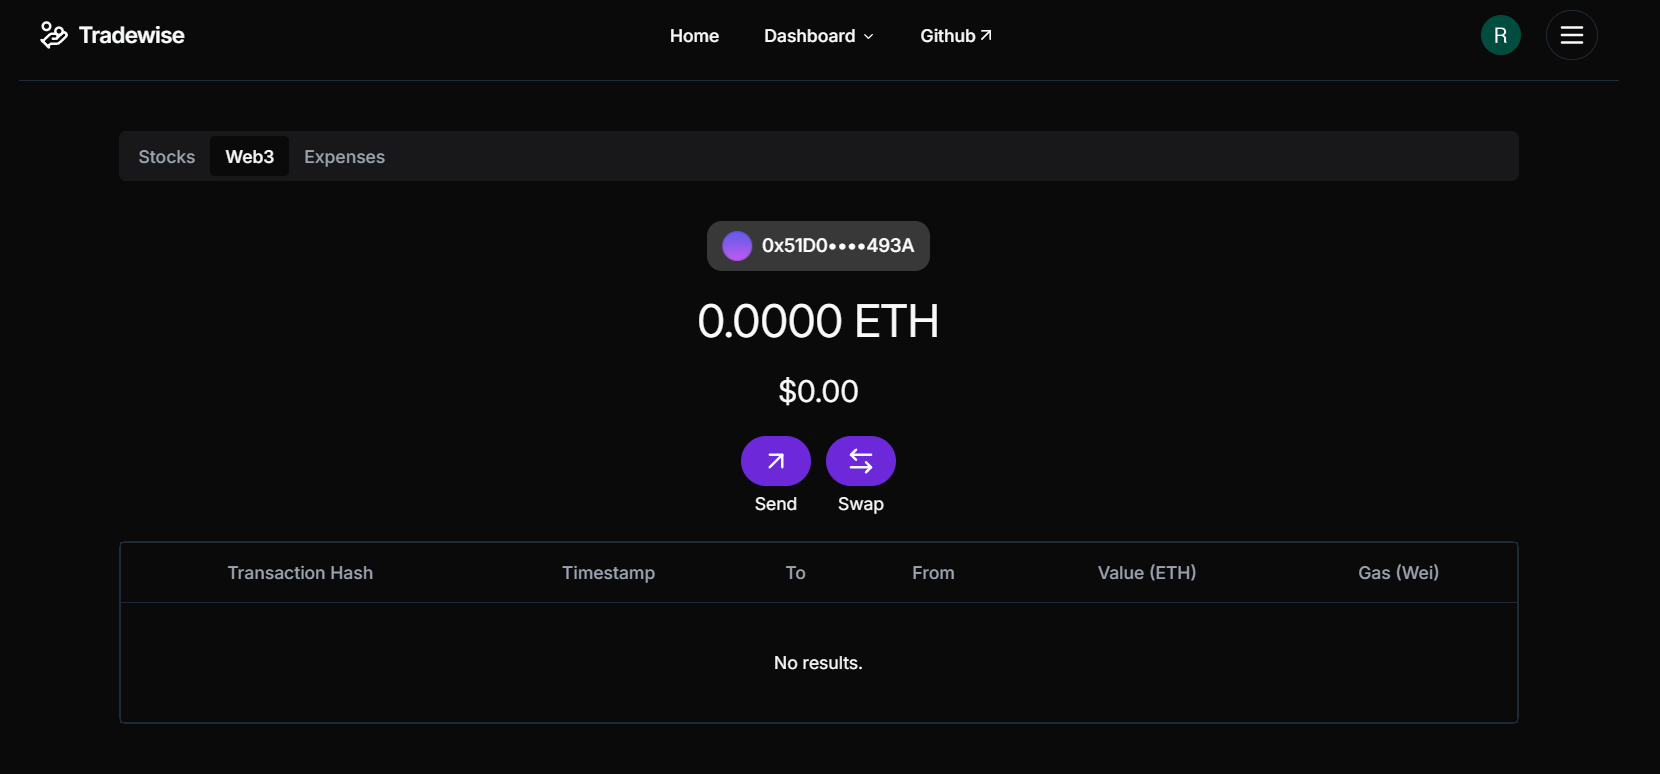 Tradewise
Home Dashboard Github
R
Stocks Web3 Expenses
0x51D0••••493A
0.0000 ETH
$0.00
Send Swap
Transaction Hash Timestamp To From Value (ETH) Gas (Wei)
No results.